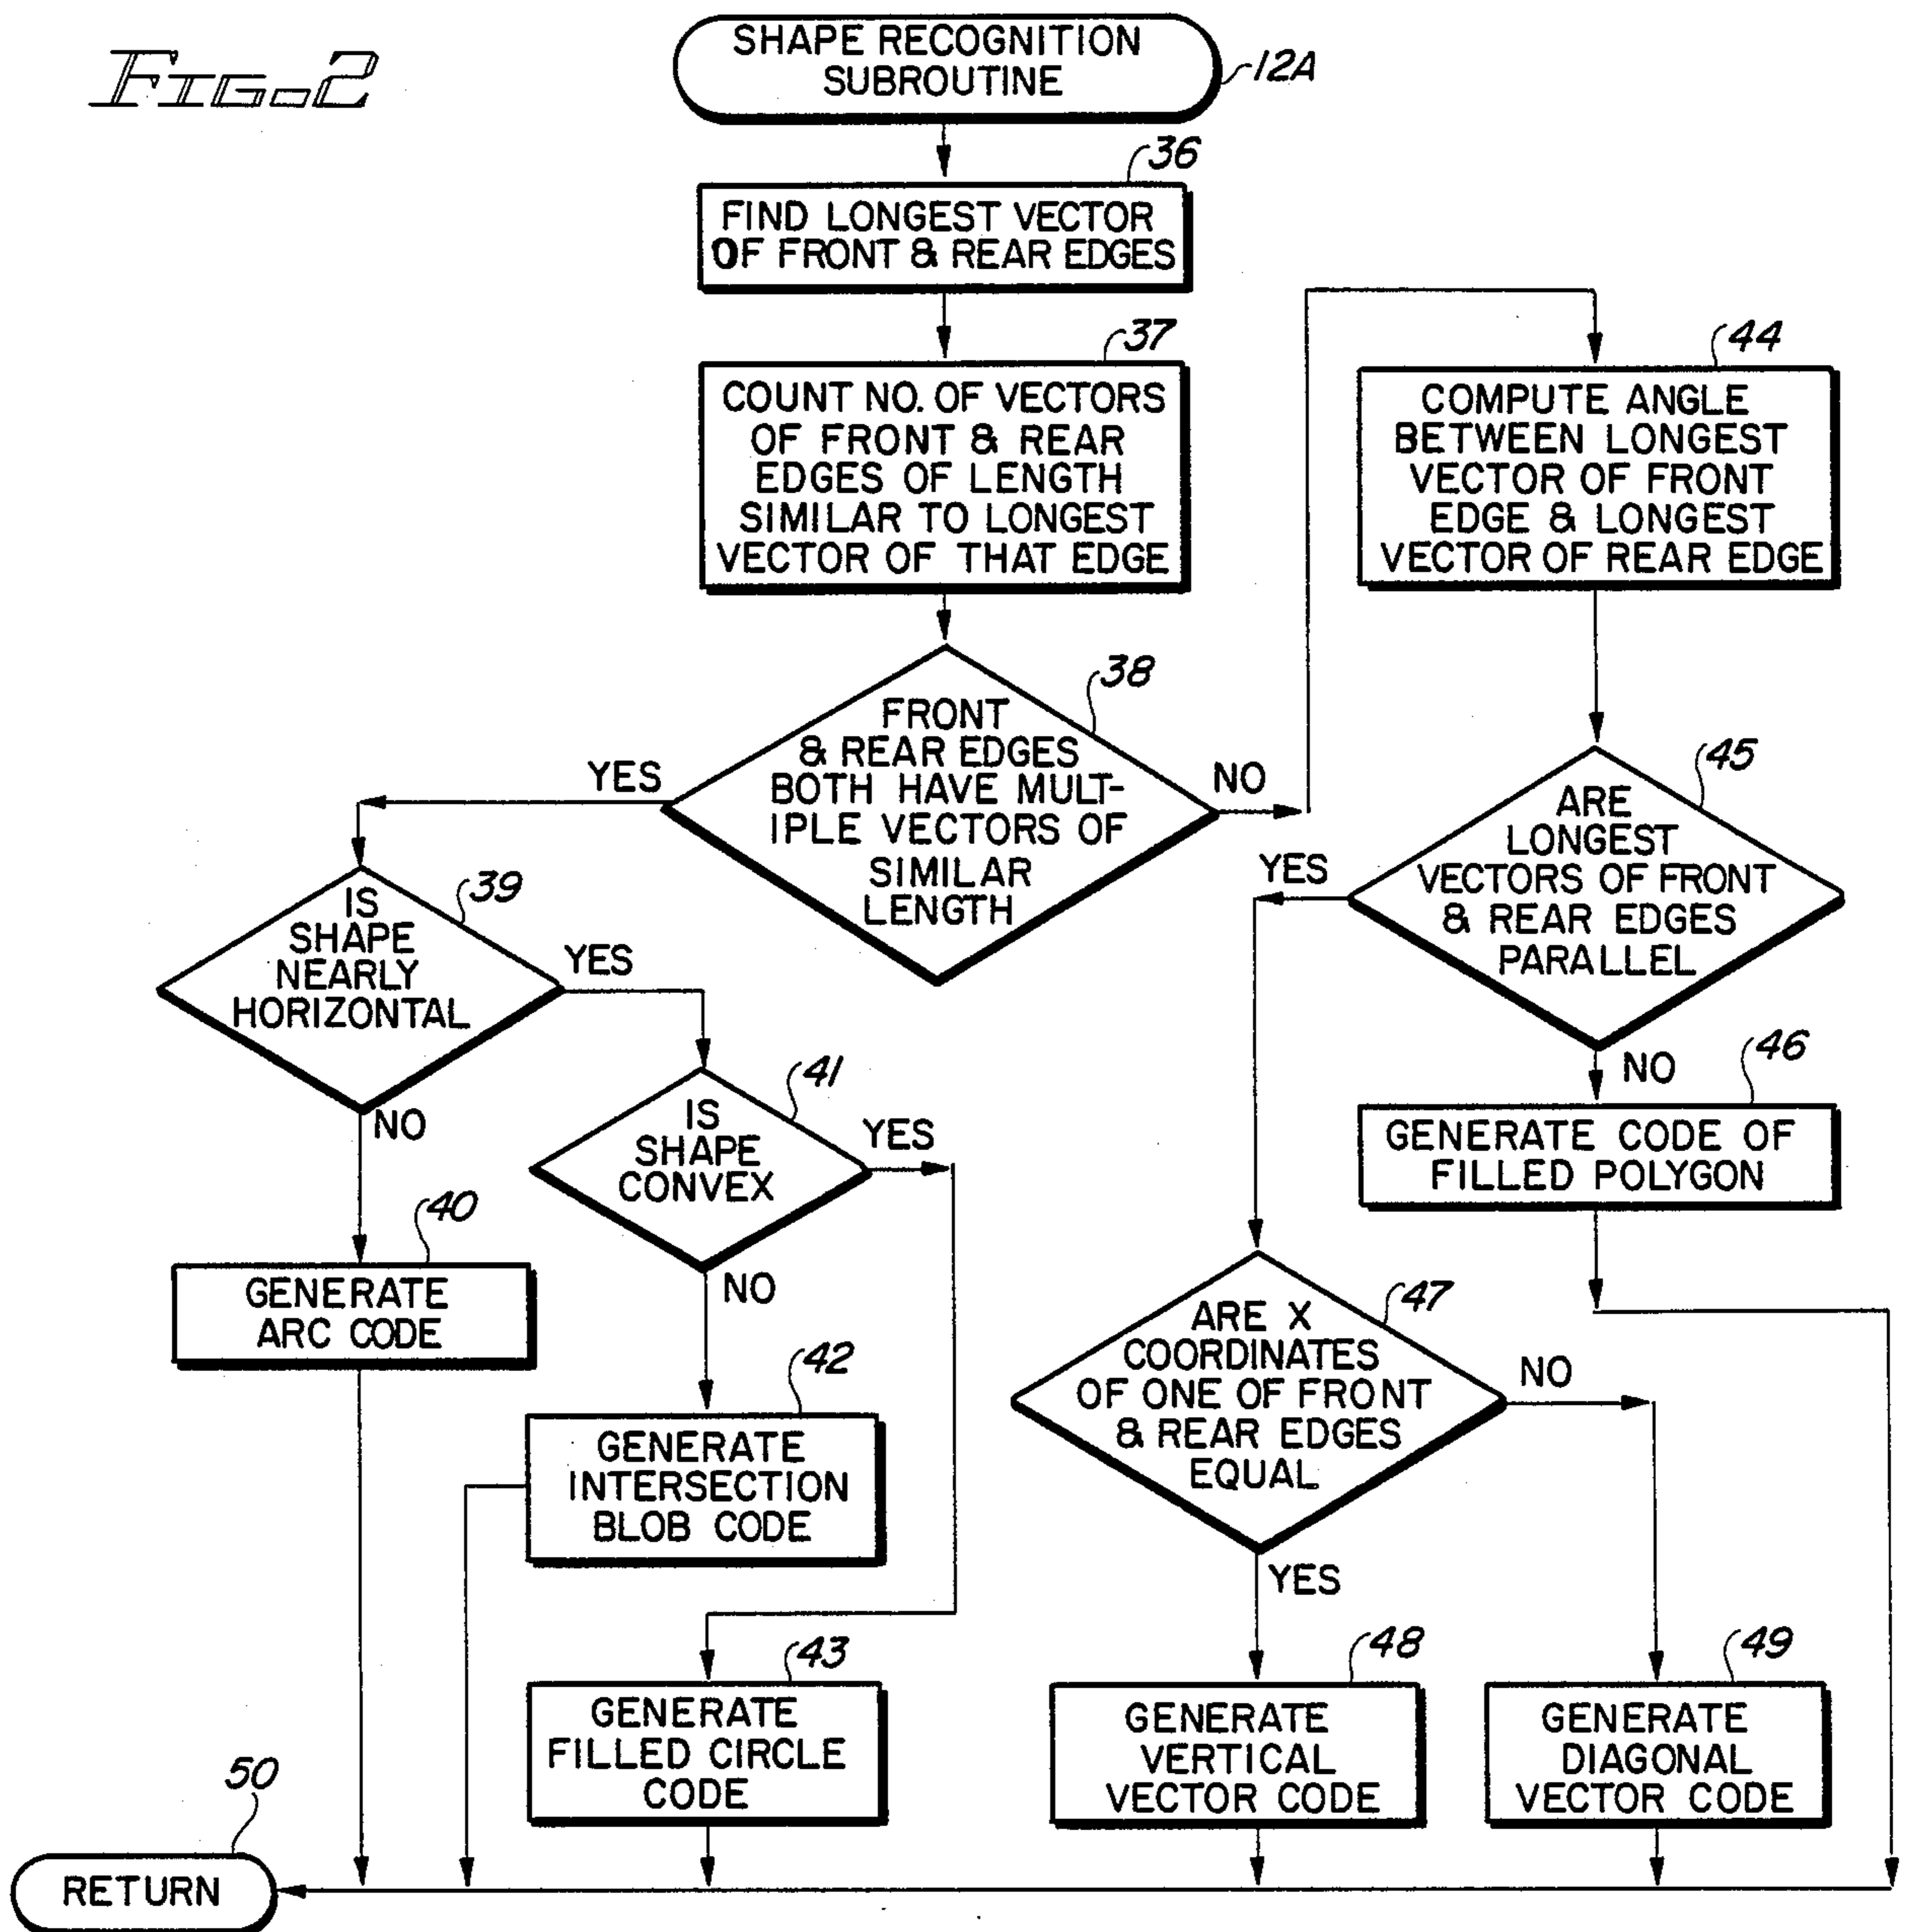 FIG-2
SHAPE RECOGNITION
SUBROUTINE
12A
36
FIND LONGEST VECTOR
OF FRONT & REAR EDGES
37
COUNT NO. OF VECTORS
OF FRONT & REAR
EDGES OF LENGTH
SIMILAR TO LONGEST
VECTOR OF THAT EDGE
38
FRONT
& REAR EDGES
BOTH HAVE MULT-
IPLE VECTORS OF
SIMILAR
LENGTH
YES
NO
39
IS
SHAPE
NEARLY
HORIZONTAL
YES
NO
40
GENERATE
ARC CODE
41
IS
SHAPE
CONVEX
YES
NO
42
GENERATE
INTERSECTION
BLOB CODE
43
GENERATE
FILLED CIRCLE
CODE
44
COMPUTE ANGLE
BETWEEN LONGEST
VECTOR OF FRONT
EDGE & LONGEST
VECTOR OF REAR EDGE
45
ARE
LONGEST
VECTORS OF FRONT
& REAR EDGES
PARALLEL
YES
NO
46
GENERATE CODE OF
FILLED POLYGON
47
ARE X
COORDINATES
OF ONE OF FRONT
& REAR EDGES
EQUAL
NO
YES
48
GENERATE
VERTICAL
VECTOR CODE
49
GENERATE
DIAGONAL
VECTOR CODE
50
RETURN